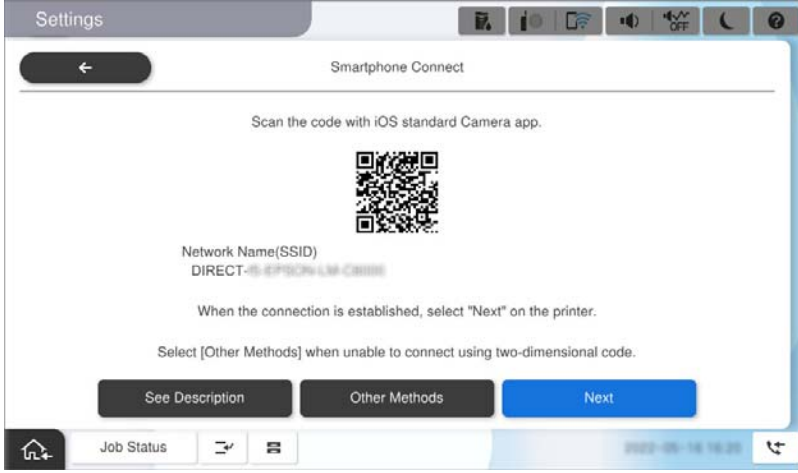 Settings
OFF
Smartphone Connect
Scan the code with iOS standard Camera app.
Network Name(SSID)
DIRECT-
When the connection is established, select "Next" on the printer.
Select [Other Methods] when unable to connect using two-dimensional code.
See Description
Other Methods
Next
Job Status